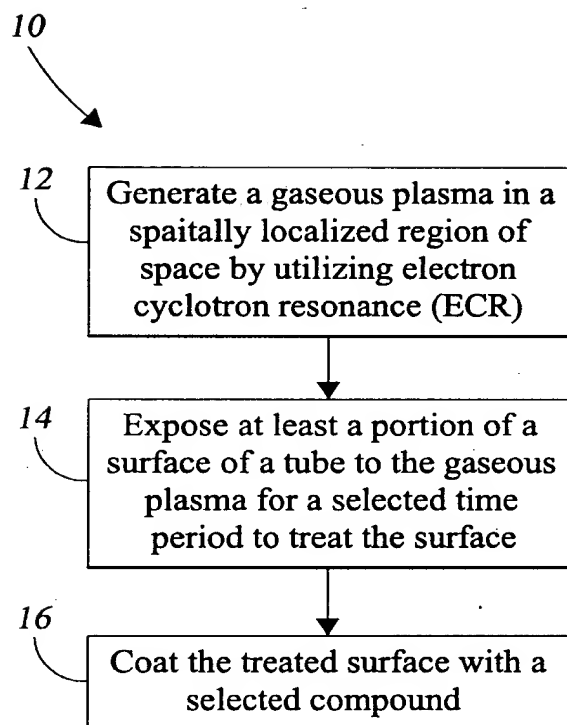 10
12
Generate a gaseous plasma in a
spaitally localized region of
space by utilizing electron
cyclotron resonance (ECR)
14
Expose at least a portion of a
surface of a tube to the gaseous
plasma for a selected time
period to treat the surface
16
Coat the treated surface with a
selected compound